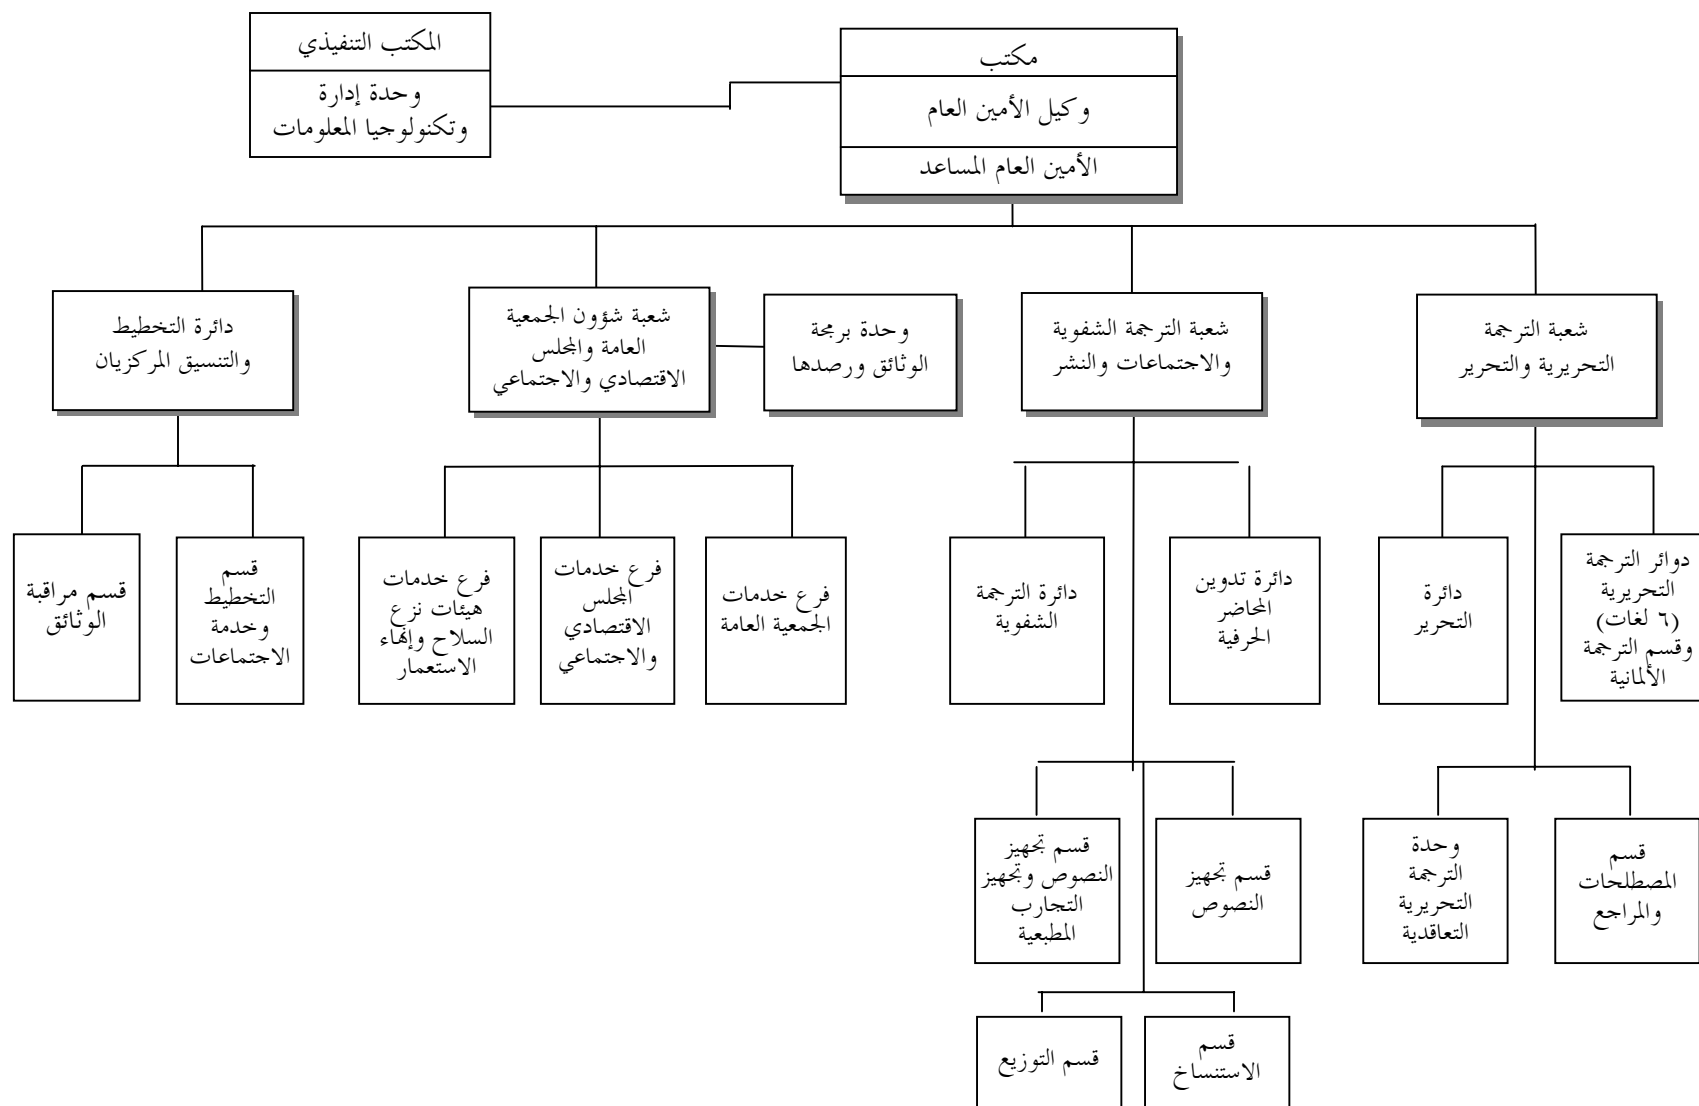 مكتب
وكيل الأمين العام
الأمين العام المساعد
المكتب التنفيذي
وحدة إدارة
وتكنولوجيا المعلومات
شعبة الترجمة
التحريرية والتحرير
شعبة الترجمة الشفوية
والاجتماعات والنشر
وحدة برمجة
الوثائق ورصدها
شعبة شؤون الجمعية
العامة والمجلس
الاقتصادي والاجتماعي
دائرة التخطيط
والتنسيق المركزيان
دوائر الترجمة
التحريرية
(٦ لغات)
وقسم الترجمة
الألمانية
دائرة
التحرير
دائرة تدوين
المحاضر
الحرفية
دائرة الترجمة
الشفوية
فرع خدمات
الجمعية العامة
فرع خدمات
المجلس
الاقتصادي
والاجتماعي
فرع خدمات
هيئات نزع
السلاح وإنهاء
الاستعمار
قسم
التخطيط
وخدمة
الاجتماعات
قسم مراقبة
الوثائق
قسم
المصطلحات
والمراجع
وحدة
الترجمة
التحريرية
التعاقدية
قسم تجهيز
النصوص
قسم تجهيز
النصوص وتجهيز
التجارب
المطبعية
قسم
الاستنساخ
قسم التوزيع